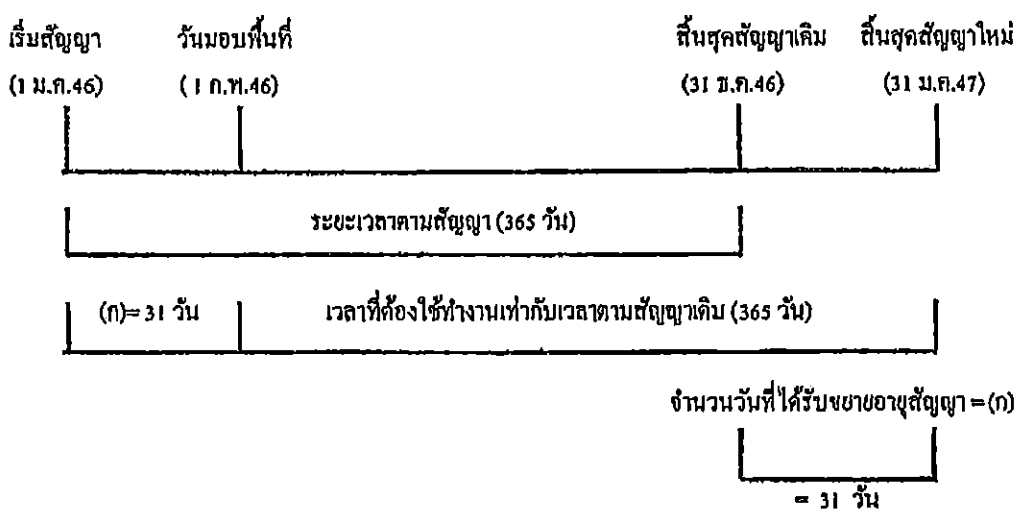 เริ่มสัญญา วันมอบพื้นที่ สิ้นสุดสัญญาเดิม สิ้นสุดสัญญาใหม่
(1 ม.ค.46) (1 ก.พ.46) (31 ธ.ค.46) (31 ม.ค.47)
ระยะเวลาตามสัญญา (365 วัน)
(ก)= 31 วัน เวลาที่ต้องใช้ทำงานเท่ากับเวลาตามสัญญาเดิม (365 วัน)
จำนวนวันที่ได้รับขยายอายุสัญญา = (ก)
= 31 วัน